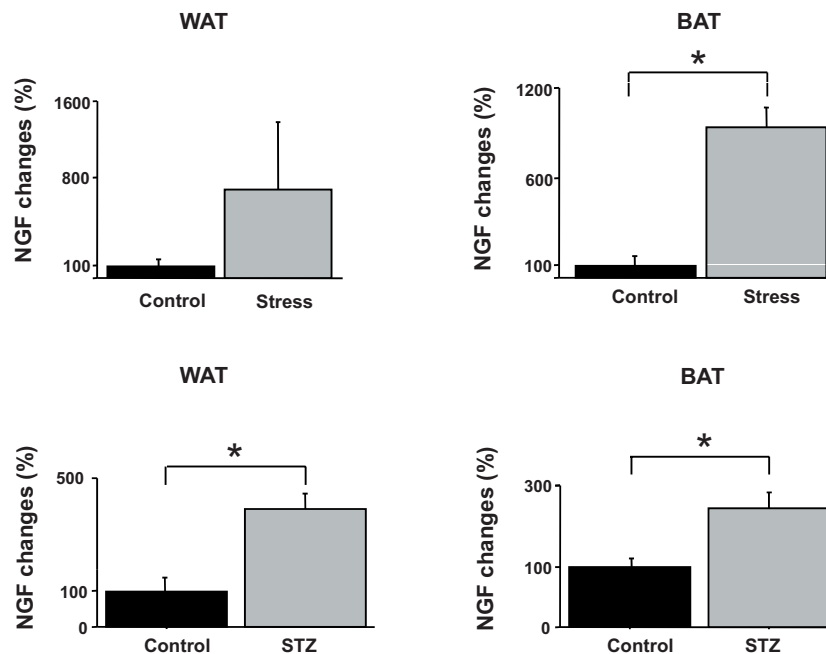 WAT
NGF changes (%)
1600
800
100
Control
Stress
BAT
*
NGF changes (%)
1200
600
100
Control
Stress
WAT
*
NGF changes (%)
500
100
0
Control
STZ
BAT
*
NGF changes (%)
300
100
0
Control
STZ